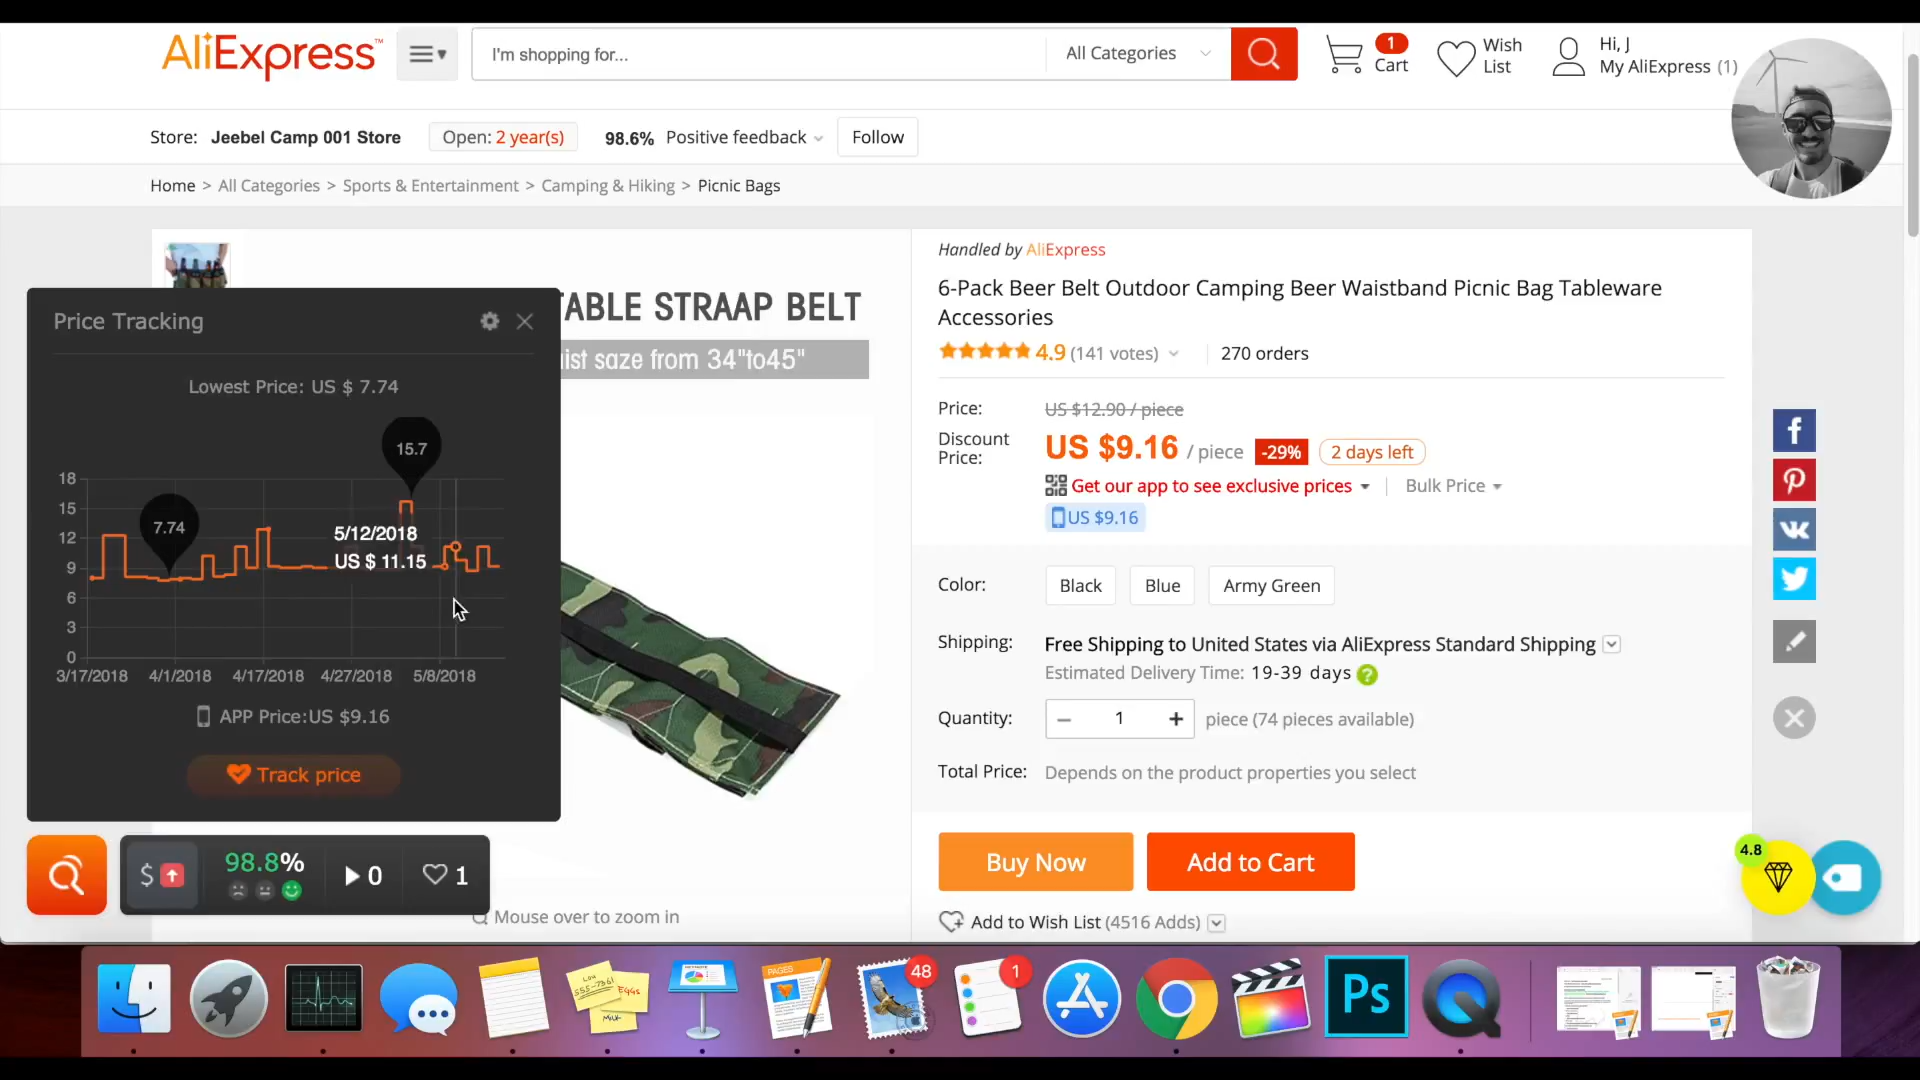 AliExpress™
I'm shopping for...
All Categories
1
Cart
Wish
List
Hi, J
My AliExpress (1)
Store: Jeebel Camp 001 Store
Open: 2 year(s)
98.6% Positive feedback
Follow
Home > All Categories > Sports & Entertainment > Camping & Hiking > Picnic Bags
TABLE STRAAP BELT
ist saze from 34"to45"
Price Tracking
Lowest Price: US $ 7.74
15.7
7.74
18
15
12
9
6
3
0
5/12/2018
US $ 11.15
3/17/2018 4/1/2018 4/17/2018 4/27/2018 5/8/2018
APP Price:US $9.16
Track price
$
98.8%
0
1
Mouse over to zoom in
Handled by AliExpress
6-Pack Beer Belt Outdoor Camping Beer Waistband Picnic Bag Tableware
Accessories
4.9 (141 votes) 270 orders
Price: US $12.90 / piece
Discount
Price:
US $9.16 / piece -29% 2 days left
Get our app to see exclusive prices Bulk Price
US $9.16
Color: Black Blue Army Green
Shipping: Free Shipping to United States via AliExpress Standard Shipping
Estimated Delivery Time: 19-39 days ?
Quantity: – 1 + piece (74 pieces available)
Total Price: Depends on the product properties you select
Buy Now
Add to Cart
Add to Wish List (4516 Adds)
4.8
48
1
PAGES
Ps
EGGS
MILK